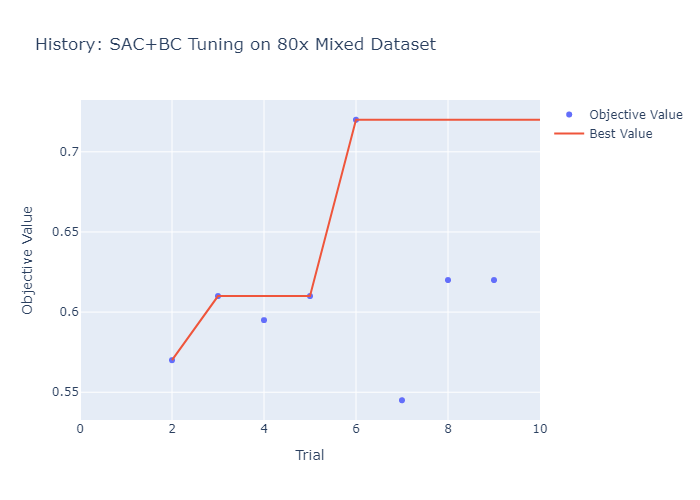 History: SAC+BC Tuning on 80x Mixed Dataset
Objective Value
Best Value
0.7
0.65
0.6
0.55
Objective Value
0 2 4 6 8 10
Trial